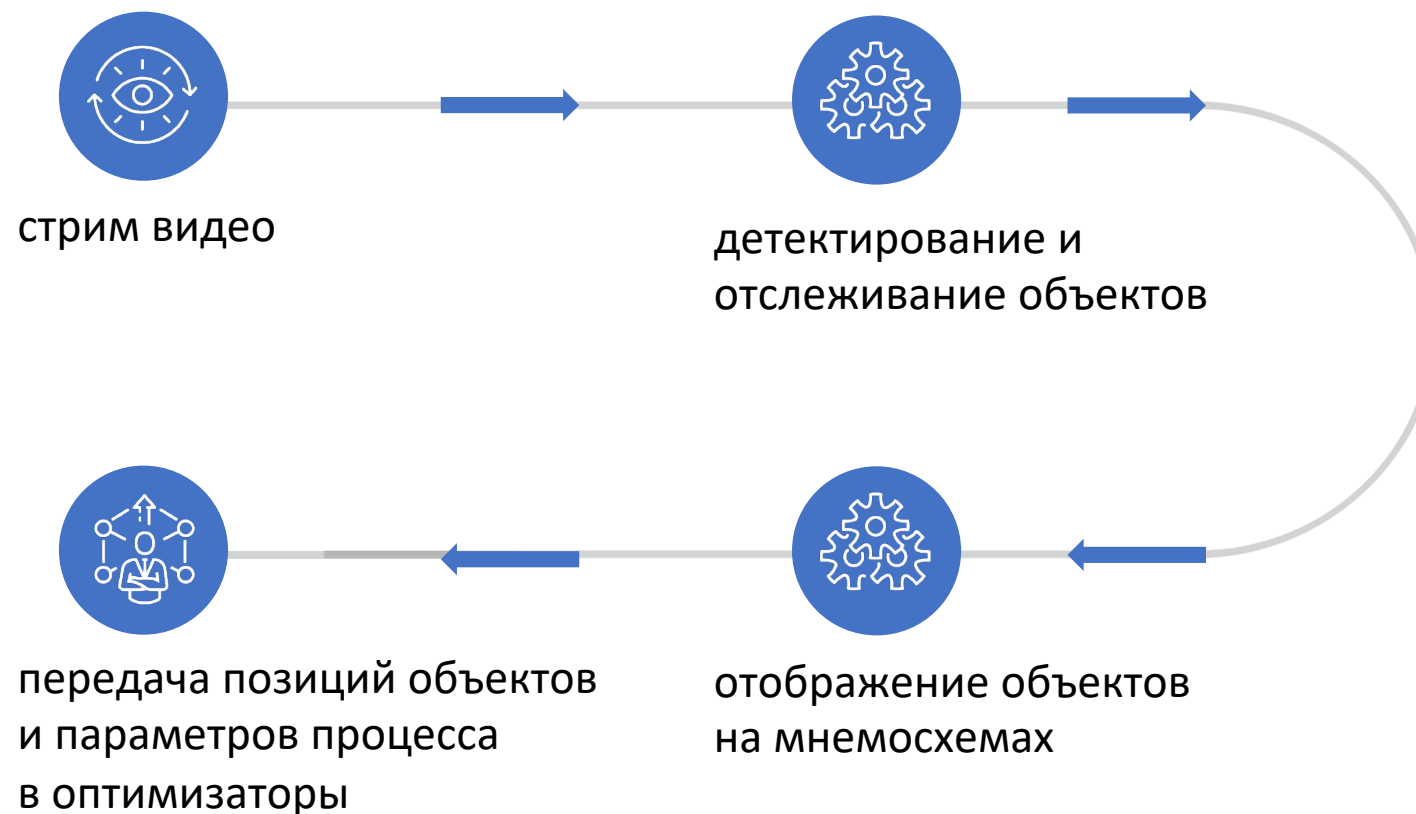 стрим видео
детектирование и
отслеживание объектов
передача позиций объектов
и параметров процесса
в оптимизаторы
отображение объектов
на мнемосхемах